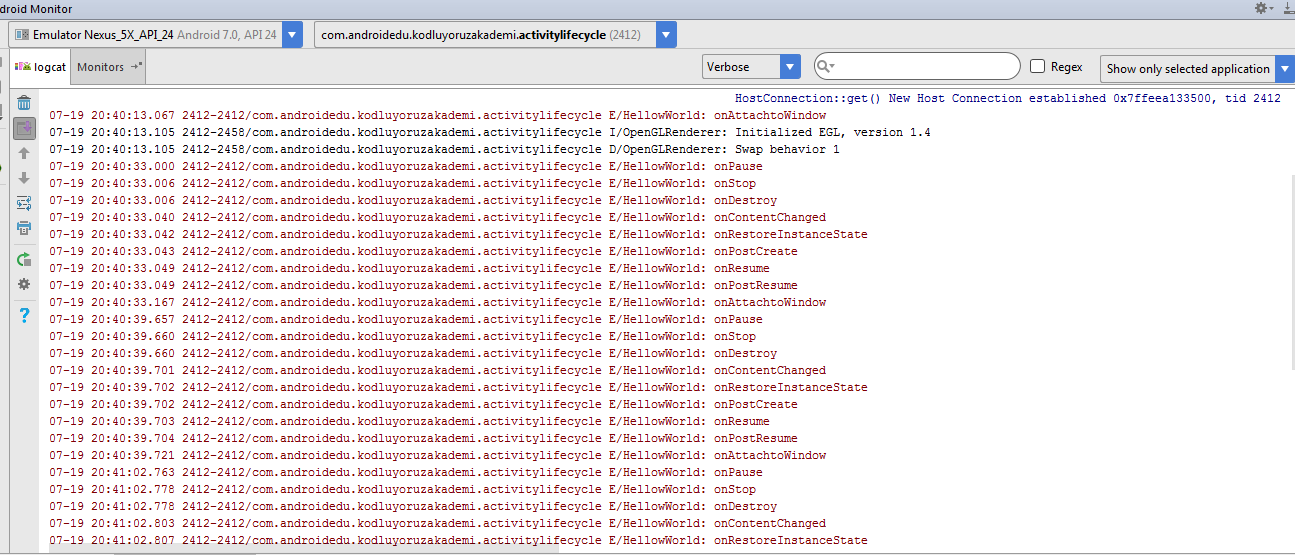 droid Monitor
Emulator Nexus_5X_API_24 Android 7.0, API 24
com.androidedu.kodluyoruzakademi.activitylifecycle (2412)
logcat
Monitors
Verbose
Regex
Show only selected application
HostConnection::get() New Host Connection established 0x7ffeea133500, tid 2412
07-19 20:40:13.067 2412-2412/com.androidedu.kodluyoruzakademi.activitylifecycle E/HellowWorld: onAttachtoWindow
07-19 20:40:13.105 2412-2458/com.androidedu.kodluyoruzakademi.activitylifecycle I/OpenGLRenderer: Initialized EGL, version 1.4
07-19 20:40:13.105 2412-2458/com.androidedu.kodluyoruzakademi.activitylifecycle D/OpenGLRenderer: Swap behavior 1
07-19 20:40:33.000 2412-2412/com.androidedu.kodluyoruzakademi.activitylifecycle E/HellowWorld: onPause
07-19 20:40:33.006 2412-2412/com.androidedu.kodluyoruzakademi.activitylifecycle E/HellowWorld: onStop
07-19 20:40:33.006 2412-2412/com.androidedu.kodluyoruzakademi.activitylifecycle E/HellowWorld: onDestroy
07-19 20:40:33.040 2412-2412/com.androidedu.kodluyoruzakademi.activitylifecycle E/HellowWorld: onContentChanged
07-19 20:40:33.042 2412-2412/com.androidedu.kodluyoruzakademi.activitylifecycle E/HellowWorld: onRestoreInstanceState
07-19 20:40:33.043 2412-2412/com.androidedu.kodluyoruzakademi.activitylifecycle E/HellowWorld: onPostCreate
07-19 20:40:33.049 2412-2412/com.androidedu.kodluyoruzakademi.activitylifecycle E/HellowWorld: onResume
07-19 20:40:33.049 2412-2412/com.androidedu.kodluyoruzakademi.activitylifecycle E/HellowWorld: onPostResume
07-19 20:40:33.167 2412-2412/com.androidedu.kodluyoruzakademi.activitylifecycle E/HellowWorld: onAttachtoWindow
07-19 20:40:39.657 2412-2412/com.androidedu.kodluyoruzakademi.activitylifecycle E/HellowWorld: onPause
07-19 20:40:39.660 2412-2412/com.androidedu.kodluyoruzakademi.activitylifecycle E/HellowWorld: onStop
07-19 20:40:39.660 2412-2412/com.androidedu.kodluyoruzakademi.activitylifecycle E/HellowWorld: onDestroy
07-19 20:40:39.701 2412-2412/com.androidedu.kodluyoruzakademi.activitylifecycle E/HellowWorld: onContentChanged
07-19 20:40:39.702 2412-2412/com.androidedu.kodluyoruzakademi.activitylifecycle E/HellowWorld: onRestoreInstanceState
07-19 20:40:39.702 2412-2412/com.androidedu.kodluyoruzakademi.activitylifecycle E/HellowWorld: onPostCreate
07-19 20:40:39.703 2412-2412/com.androidedu.kodluyoruzakademi.activitylifecycle E/HellowWorld: onResume
07-19 20:40:39.704 2412-2412/com.androidedu.kodluyoruzakademi.activitylifecycle E/HellowWorld: onPostResume
07-19 20:40:39.721 2412-2412/com.androidedu.kodluyoruzakademi.activitylifecycle E/HellowWorld: onAttachtoWindow
07-19 20:41:02.763 2412-2412/com.androidedu.kodluyoruzakademi.activitylifecycle E/HellowWorld: onPause
07-19 20:41:02.778 2412-2412/com.androidedu.kodluyoruzakademi.activitylifecycle E/HellowWorld: onStop
07-19 20:41:02.778 2412-2412/com.androidedu.kodluyoruzakademi.activitylifecycle E/HellowWorld: onDestroy
07-19 20:41:02.803 2412-2412/com.androidedu.kodluyoruzakademi.activitylifecycle E/HellowWorld: onContentChanged
07-19 20:41:02.807 2412-2412/com.androidedu.kodluyoruzakademi.activitylifecycle E/HellowWorld: onRestoreInstanceState